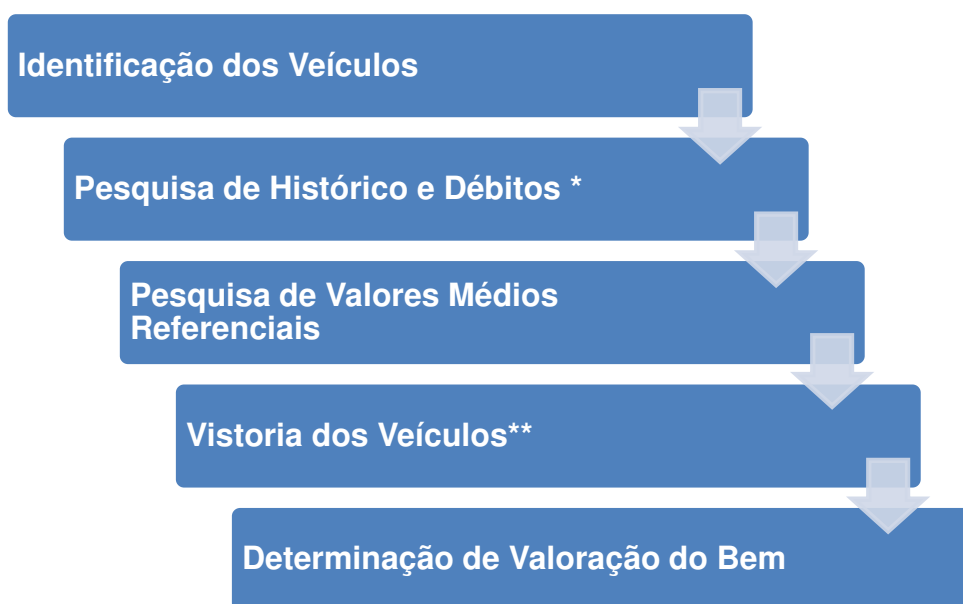 Identificação dos Veículos
Pesquisa de Histórico e Débitos *
Pesquisa de Valores Médios
Referenciais
Vistoria dos Veículos**
Determinação de Valoração do Bem